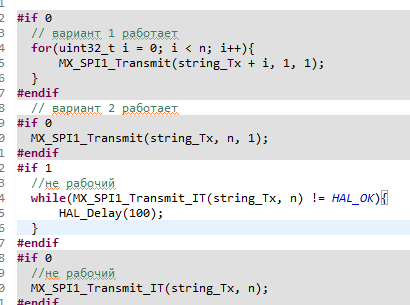 #if 0
// вариант 1 работает
for(uint32_t i = 0; i < n; i++){
MX_SPI1_Transmit(string_Tx + i, 1, 1);
}
#endif
// вариант 2 работает
#if 0
MX_SPI1_Transmit(string_Tx, n, 1);
#endif
#if 1
//не рабочий
while(MX_SPI1_Transmit_IT(string_Tx, n) != HAL_OK){
HAL_Delay(100);
}
#endif
#if 0
//не рабочий
MX_SPI1_Transmit_IT(string_Tx, n);
#endif